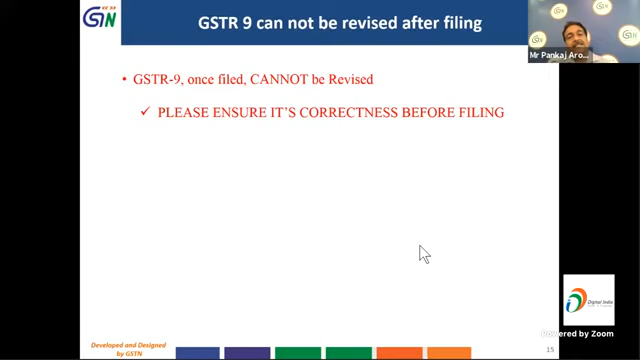 GSTN
GSTR 9 can not be revised after filing
Mr Pankaj Aro...
• GSTR-9, once filed, CANNOT be Revised
✓ PLEASE ENSURE IT'S CORRECTNESS BEFORE FILING
Digital India
Powered by Zoom
Developed and Designed
by GSTN
15